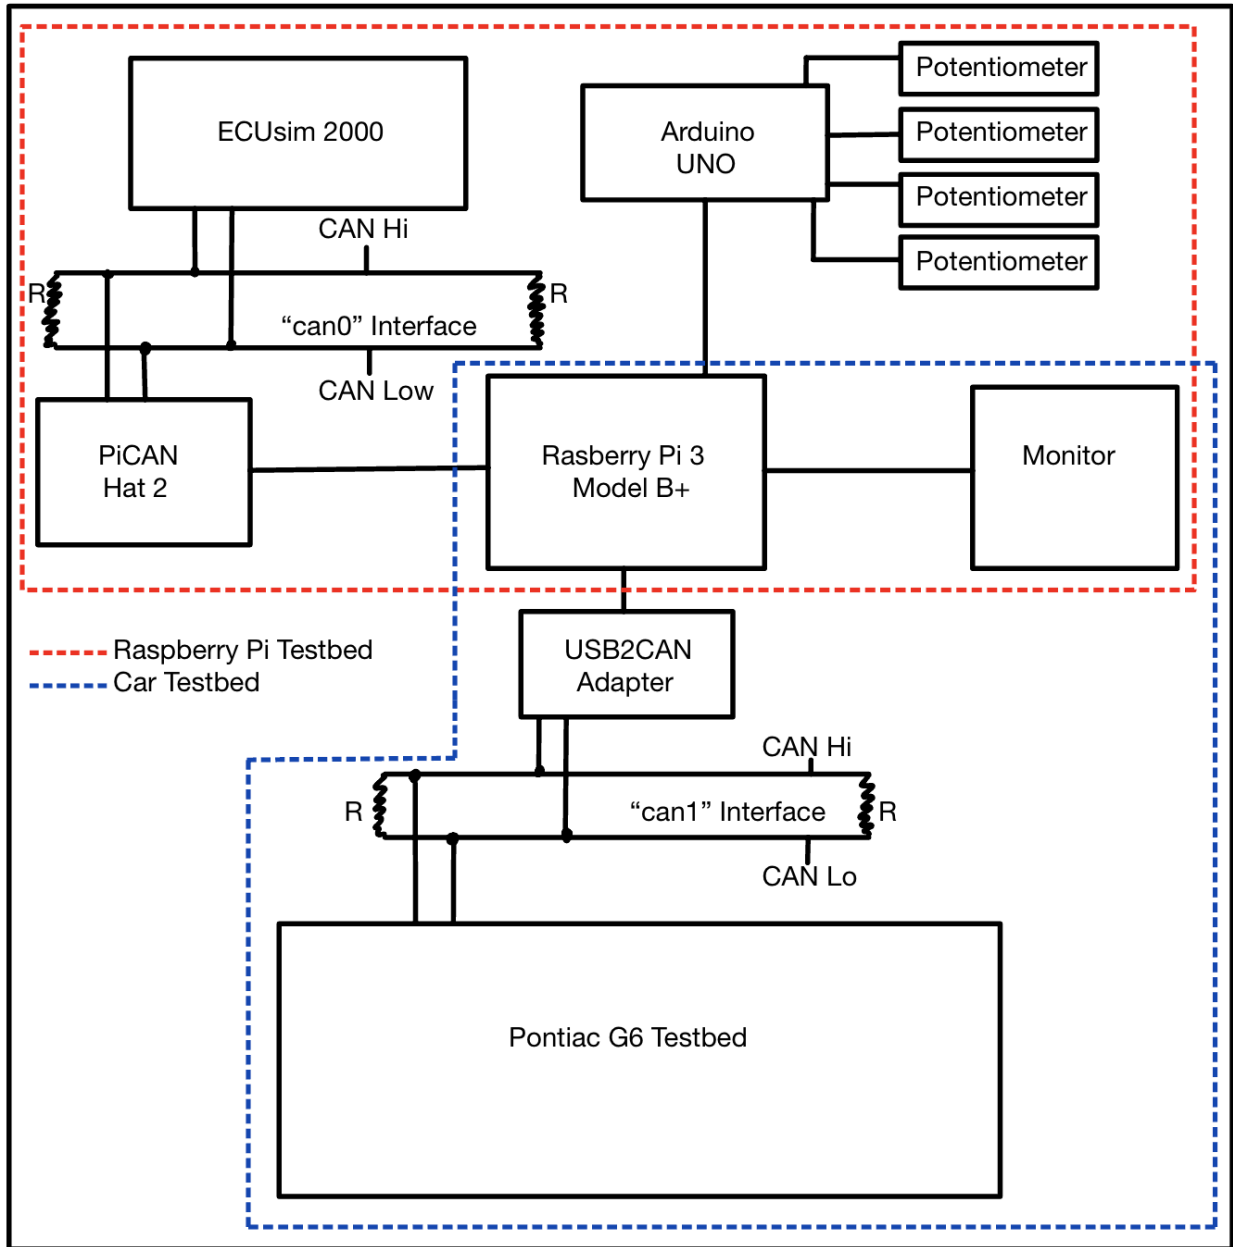 ECUsim 2000
Arduino
UNO
Potentiometer
Potentiometer
Potentiometer
Potentiometer
CAN Hi
R
R
“can0” Interface
CAN Low
PiCAN
Hat 2
Rasberry Pi 3
Model B+
Monitor
Raspberry Pi Testbed
Car Testbed
USB2CAN
Adapter
CAN Hi
R
“can1” Interface
R
CAN Lo
Pontiac G6 Testbed